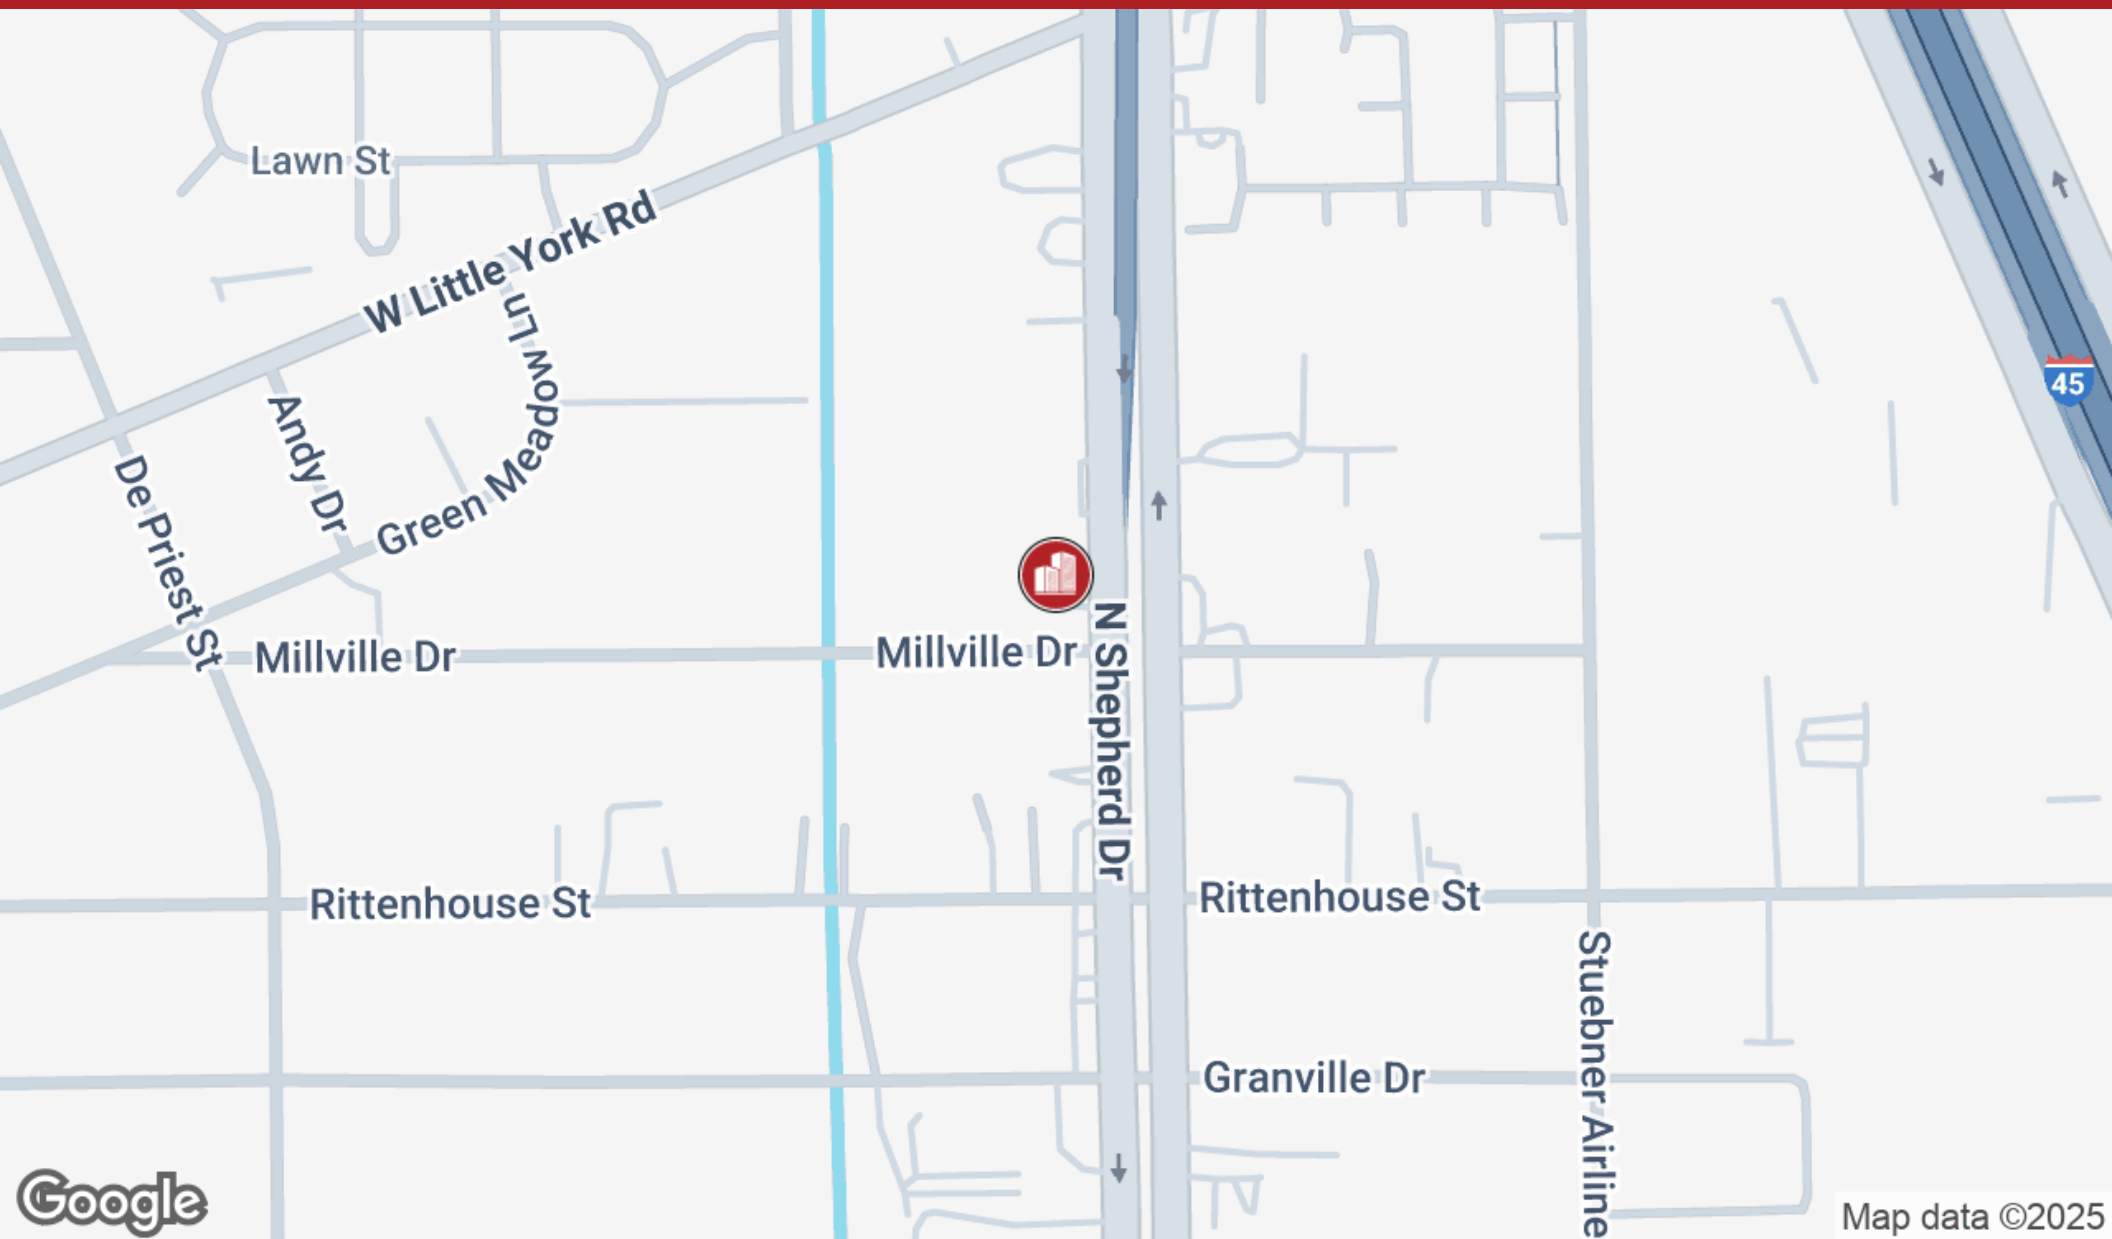 Lawn St
W Little York Rd
Green Meadow Ln
45
Andy Dr
De Priest St
Millville Dr
Millville Dr
N Shepherd Dr
Rittenhouse St
Rittenhouse St
Stuebner Airline
Granville Dr
Google
Map data ©2025